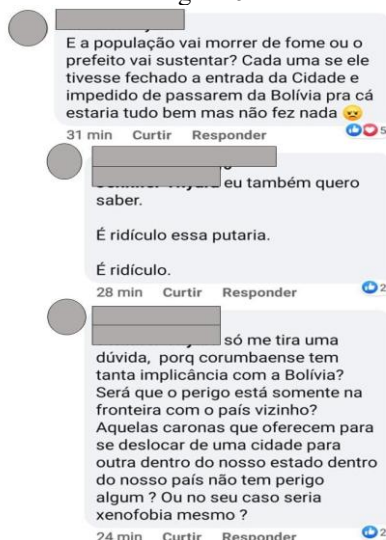 E a população vai morrer de fome ou o
prefeito vai sustentar? Cada uma se ele
tivesse fechado a entrada da Cidade e
impedido de passarem da Bolívia pra cá
estaria tudo bem mas não fez nada 😠
31 min Curtir Responder 5
eu também quero
saber.
É ridículo essa putaria.
É ridículo.
28 min Curtir Responder 2
só me tira uma
dúvida, porq corumbaense tem
tanta implicância com a Bolívia?
Será que o perigo está somente na
fronteira com o país vizinho?
Aquelas caronas que oferecem para
se deslocar de uma cidade para
outra dentro do nosso estado dentro
do nosso país não tem perigo
algum ? Ou no seu caso seria
xenofobia mesmo ?
24 min Curtir Responder 2